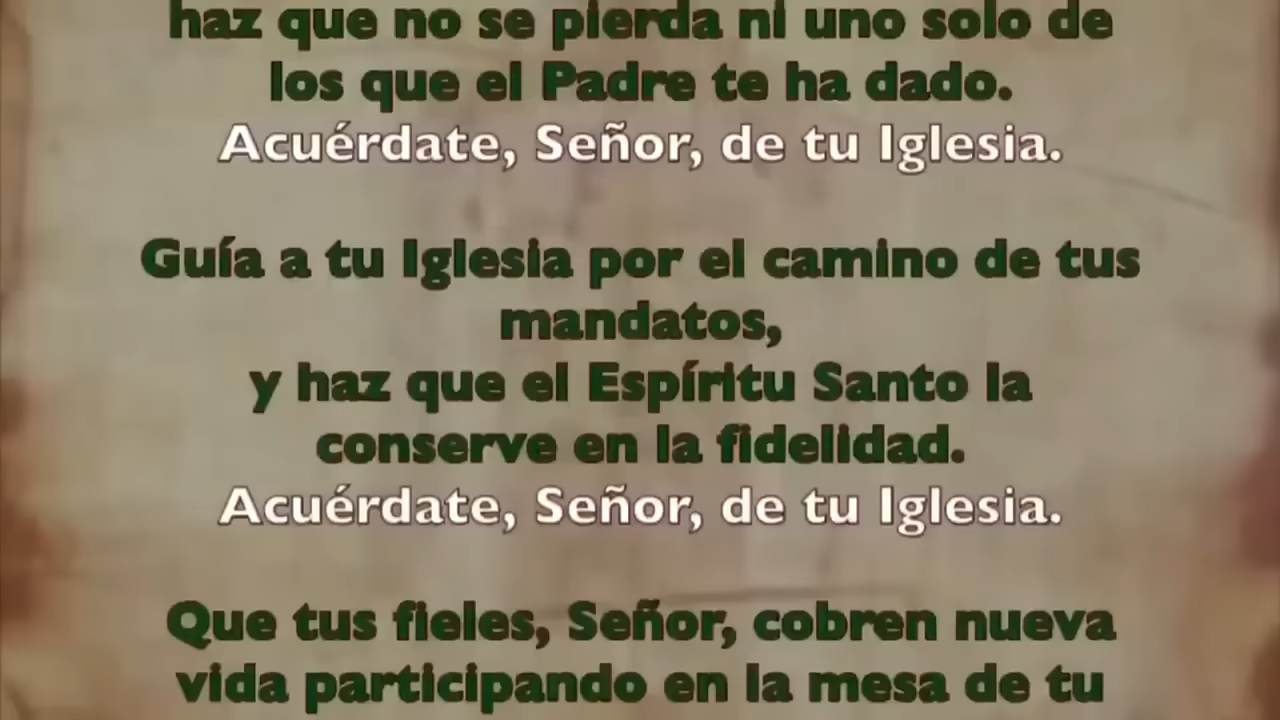 haz que no se pierda ni uno solo de
los que el Padre te ha dado.
Acuérdate, Señor, de tu Iglesia.
Guía a tu Iglesia por el camino de tus
mandatos,
y haz que el Espíritu Santo la
conserve en la fidelidad.
Acuérdate, Señor, de tu Iglesia.
Que tus fieles, Señor, cobren nueva
vida participando en la mesa de tu